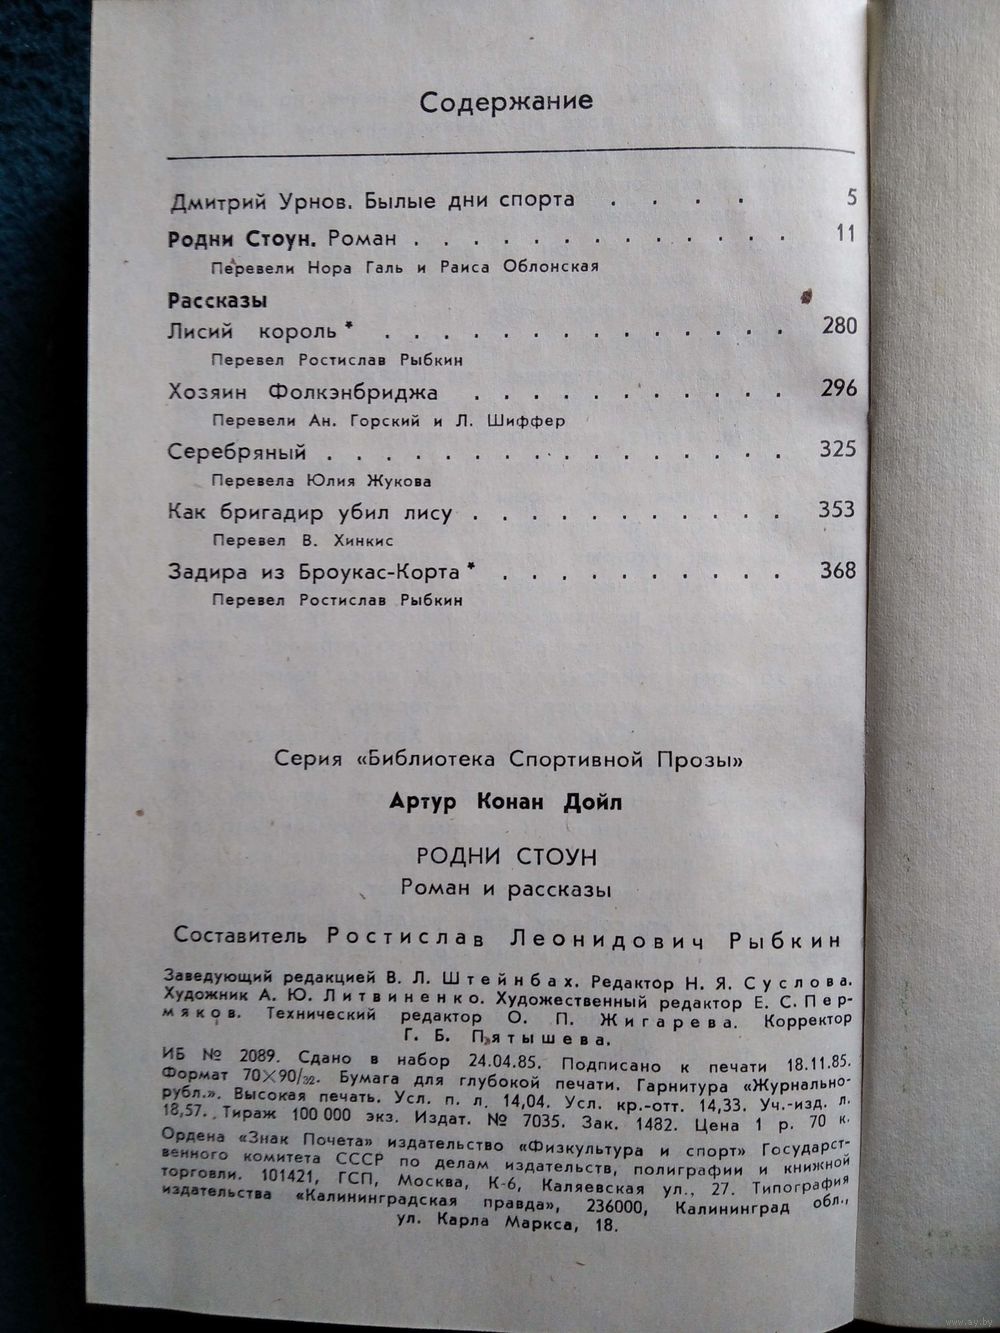 Содержание
Дмитрий Урнов. Былые дни спорта . . . . 5
Родни Стоун. Роман . . . . . . . . . . . . . 11
Перевели Нора Галь и Раиса Облонская
Рассказы
Лисий король * . . . . . . . . . . . . . . 280
Перевел Ростислав Рыбкин
Хозяин Фолкэнбриджа . . . . . . . . . . . 296
Перевели Ан. Горский и Л. Шиффер
Серебряный . . . . . . . . . . . . . . . . 325
Перевела Юлия Жукова
Как бригадир убил лису . . . . . . . . . . . 353
Перевел В. Хинкис
Задира из Броукас-Корта * . . . . . . . . . . 368
Перевел Ростислав Рыбкин
Серия «Библиотека Спортивной Прозы»
Артур Конан Дойл
РОДНИ СТОУН
Роман и рассказы
Составитель Ростислав Леонидович Рыбкин
Заведующий редакцией В. Л. Штейнбах. Редактор Н. Я. Суслова.
Художник А. Ю. Литвиненко. Художественный редактор Е. С. Пер-
мяков. Технический редактор О. П. Жигарева. Корректор
Г. Б. Пятышева.
ИБ № 2089. Сдано в набор 24.04.85. Подписано к печати 18.11.85.
Формат 70×90/32. Бумага для глубокой печати. Гарнитура «Журнально-
рубл.». Высокая печать. Усл. п. л. 14,04. Усл. кр.-отт. 14,33. Уч.-изд. л.
18,57. Тираж 100 000 экз. Издат. № 7035. Зак. 1482. Цена 1 р. 70 к.
Ордена «Знак Почета» издательство «Физкультура и спорт» Государст-
венного комитета СССР по делам издательств, полиграфии и книжной
торговли. 101421, ГСП, Москва, К-6, Каляевская ул., 27. Типография
издательства «Калининградская правда», 236000, Калининград обл.,
ул. Карла Маркса, 18.
www.ay.by